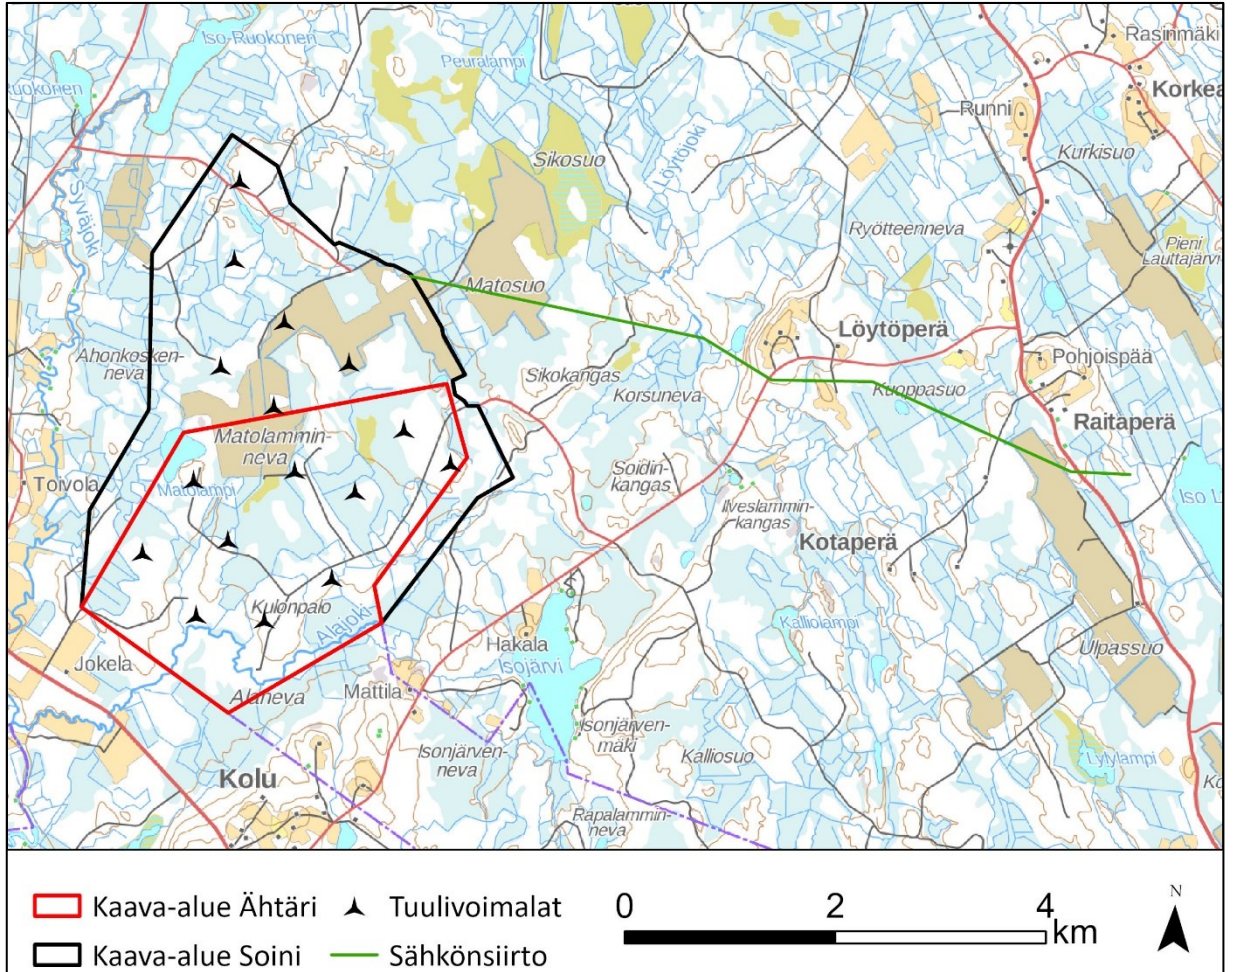 Iso-Ruokonen
Rasinmäki
Peuralampi
Ruokonen
Korkea
Runni
Sikosuo
Löytöjoki
Kurkisuo
Syväjoki
Ryötteenneva
Pieni
Lauttajärvi
Matosuo
Löytöperä
Ahonkosken-
neva
Pohjoispää
Sikokangas
Korsuneva
Kuoppasuo
Matolammin-
neva
Raitaperä
Soidin-
kangas
Toivola
Matolampi
Iso L
Ilveslammin-
kangas
Kotaperä
Kulonpalo
Alajoki
Kalliolampi
Hakala
Jokela
Isojärvi
Ulpassuo
Mattila
Alaneva
Isonjärven-
mäki
Isonjärven-
neva
Kalliosuo
Lylylampi
Kolu
Ko
Rapalammin-
neva
Kaava-alue Ähtäri
Tuulivoimalat
0 2 4
km
N
Kaava-alue Soini
Sähkönsiirto